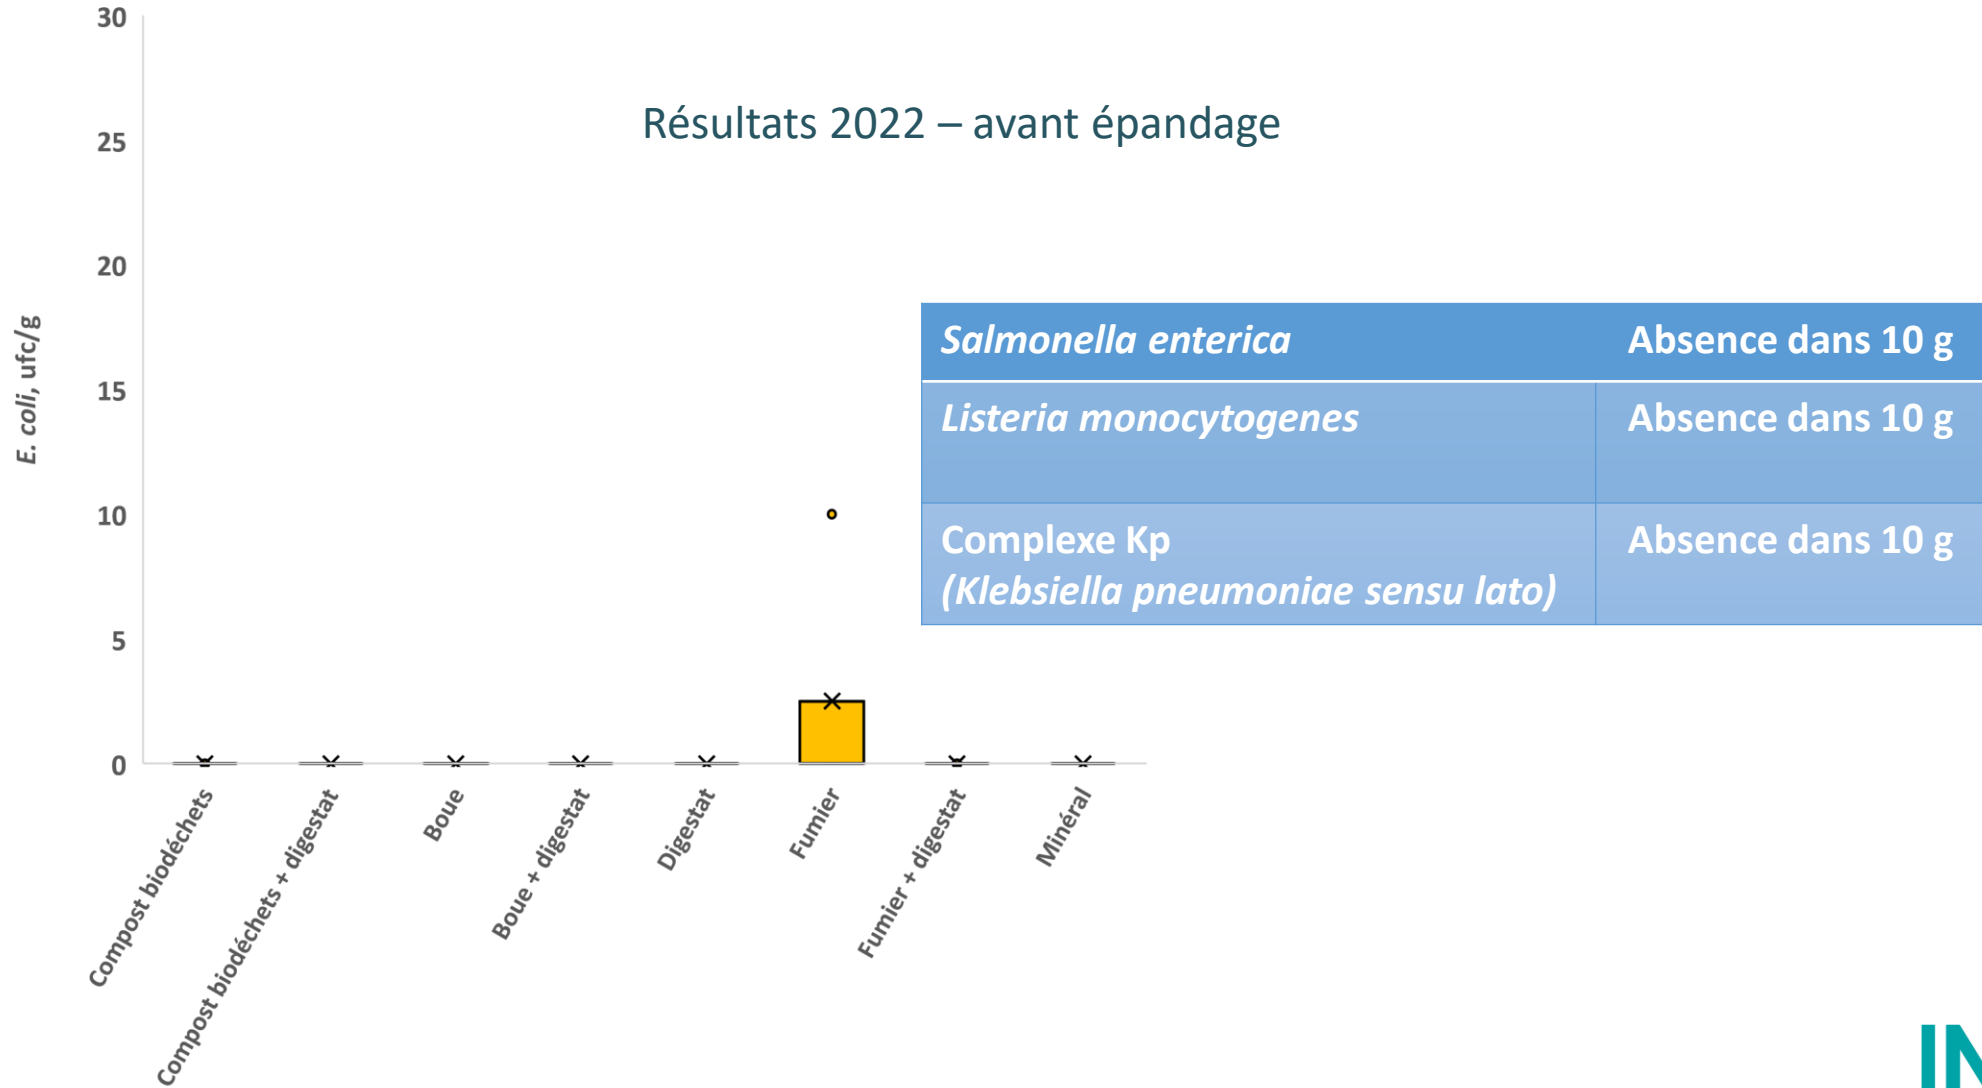 Résultats 2022 – avant épandage
30
25
20
15
10
5
0
E. coli, ufc/g
Compost biodéchets
Compost biodéchets + digestat
Boue
Boue + digestat
Digestat
Fumier
Fumier + digestat
Minéral
Salmonella enterica Absence dans 10 g
Listeria monocytogenes Absence dans 10 g
Complexe Kp Absence dans 10 g
(Klebsiella pneumoniae sensu lato)
IN